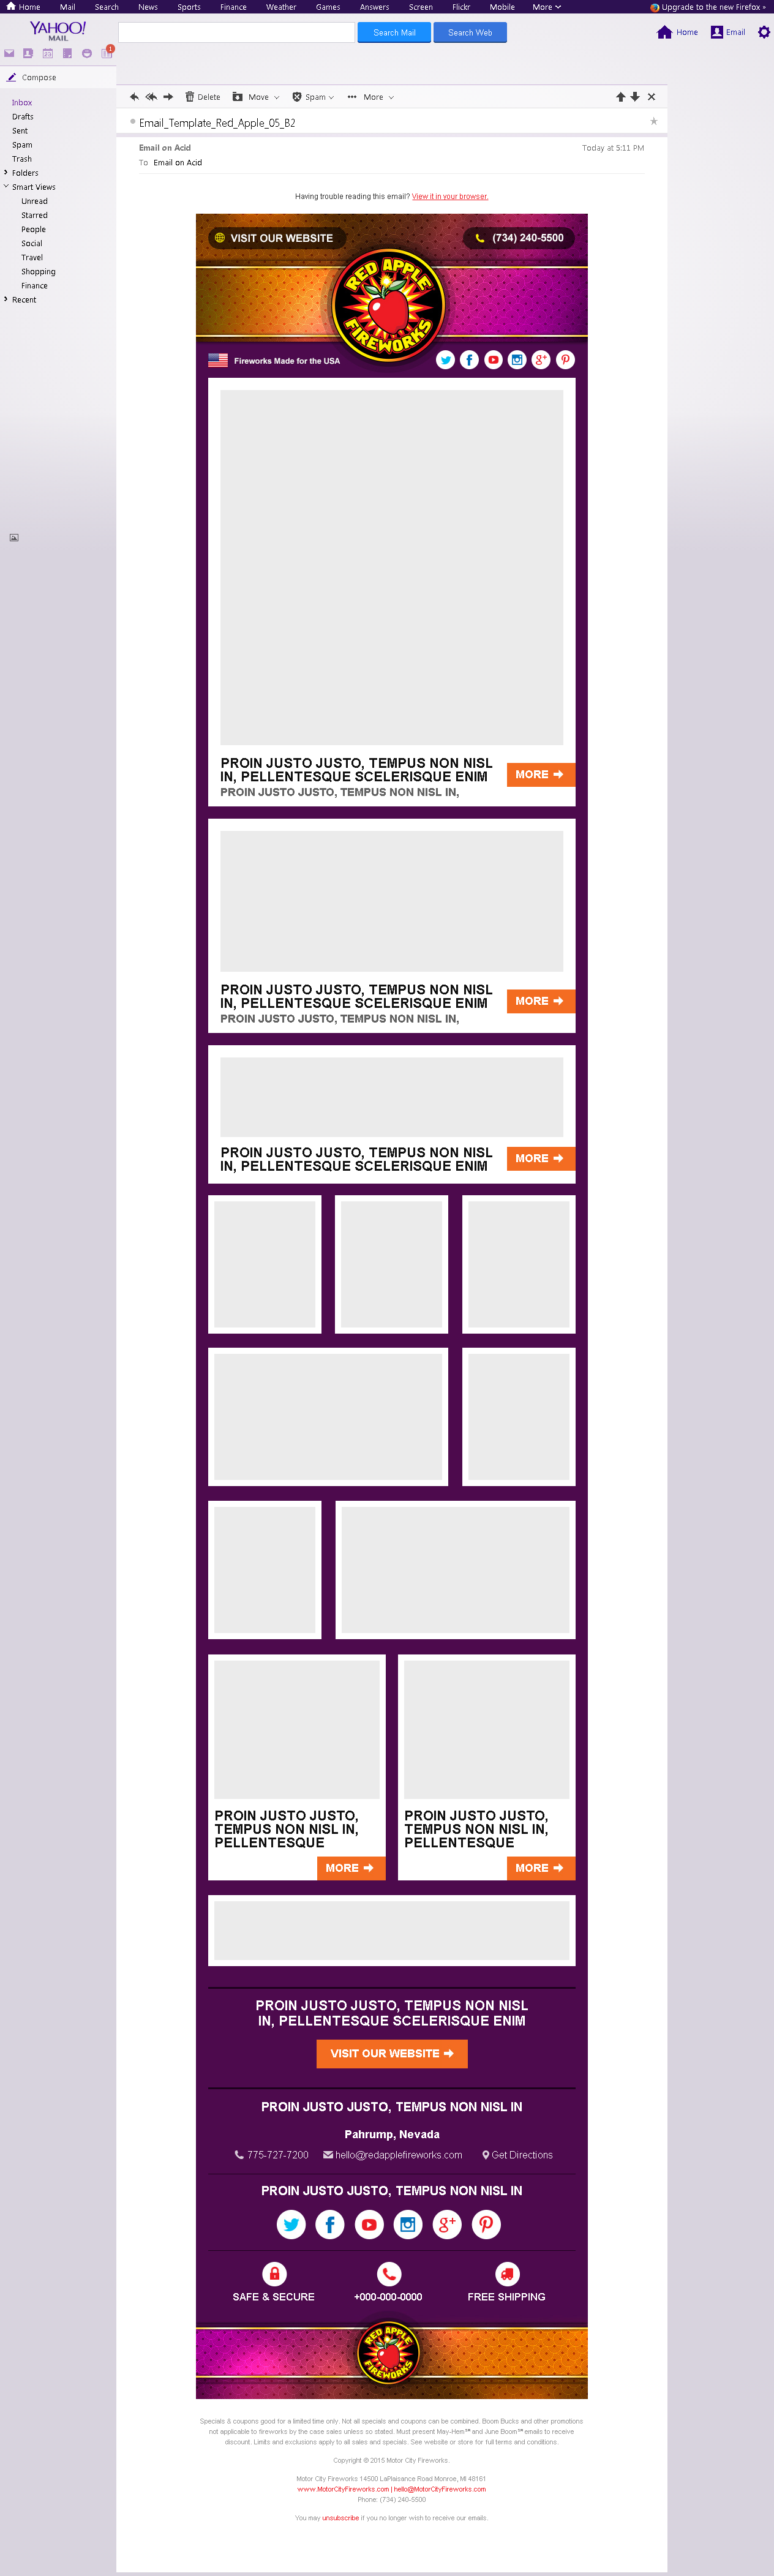 Home Mail Search News Sports Finance Weather Games Answers Screen Flickr Mobile More Upgrade to the new Firefox »
YAHOO!
MAIL
Search Mail Search Web Home Email
25 1
Compose
Inbox
Drafts
Sent
Spam
Trash
Folders
Smart Views
Unread
Starred
People
Social
Travel
Shopping
Finance
Recent
Delete Move Spam More
Email_Template_Red_Apple_05_B2
Email on Acid Today at 5:11 PM
To Email on Acid
Having trouble reading this email? View it in your browser.
VISIT OUR WEBSITE (734) 240-5500
RED APPLE
FIREWORKS
Fireworks Made for the USA
PROIN JUSTO JUSTO, TEMPUS NON NISL
IN, PELLENTESQUE SCELERISQUE ENIM
PROIN JUSTO JUSTO, TEMPUS NON NISL IN,
MORE
PROIN JUSTO JUSTO, TEMPUS NON NISL
IN, PELLENTESQUE SCELERISQUE ENIM
PROIN JUSTO JUSTO, TEMPUS NON NISL IN,
MORE
PROIN JUSTO JUSTO, TEMPUS NON NISL
IN, PELLENTESQUE SCELERISQUE ENIM
MORE
PROIN JUSTO JUSTO,
TEMPUS NON NISL IN,
PELLENTESQUE
MORE
PROIN JUSTO JUSTO,
TEMPUS NON NISL IN,
PELLENTESQUE
MORE
PROIN JUSTO JUSTO, TEMPUS NON NISL
IN, PELLENTESQUE SCELERISQUE ENIM
VISIT OUR WEBSITE
PROIN JUSTO JUSTO, TEMPUS NON NISL IN
Pahrump, Nevada
775-727-7200 hello@redapplefireworks.com Get Directions
PROIN JUSTO JUSTO, TEMPUS NON NISL IN
SAFE & SECURE +000-000-0000 FREE SHIPPING
RED APPLE
FIREWORKS
Specials & coupons good for a limited time only. Not all specials and coupons can be combined. Boom Bucks and other promotions
not applicable to fireworks by the case sales unless so stated. Must present May-Hem℠ and June Boom℠ emails to receive
discount. Limits and exclusions apply to all sales and specials. See website or store for full terms and conditions.
Copyright © 2015 Motor City Fireworks.
Motor City Fireworks 14500 LaPlaisance Road Monroe, MI 48161
www.MotorCityFireworks.com | hello@MotorCityFireworks.com
Phone: (734) 240-5500
You may unsubscribe if you no longer wish to receive our emails.